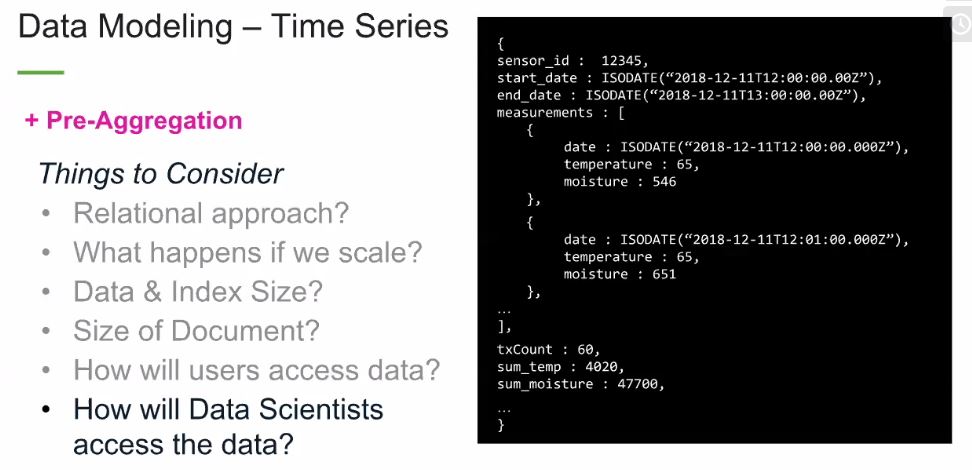 Data Modeling – Time Series
+ Pre-Aggregation
Things to Consider
• Relational approach?
• What happens if we scale?
• Data & Index Size?
• Size of Document?
• How will users access data?
• How will Data Scientists
access the data?
{
sensor_id :  12345,
start_date : ISODATE(“2018-12-11T12:00:00.00Z”),
end_date : ISODATE(“2018-12-11T13:00:00.00Z”),
measurements : [
{
date : ISODATE(“2018-12-11T12:00:00.000Z”),
temperature : 65,
moisture : 546
},
{
date : ISODATE(“2018-12-11T12:01:00.000Z”),
temperature : 65,
moisture : 651
},
...
],
txCount : 60,
sum_temp : 4020,
sum_moisture : 47700,
...
}